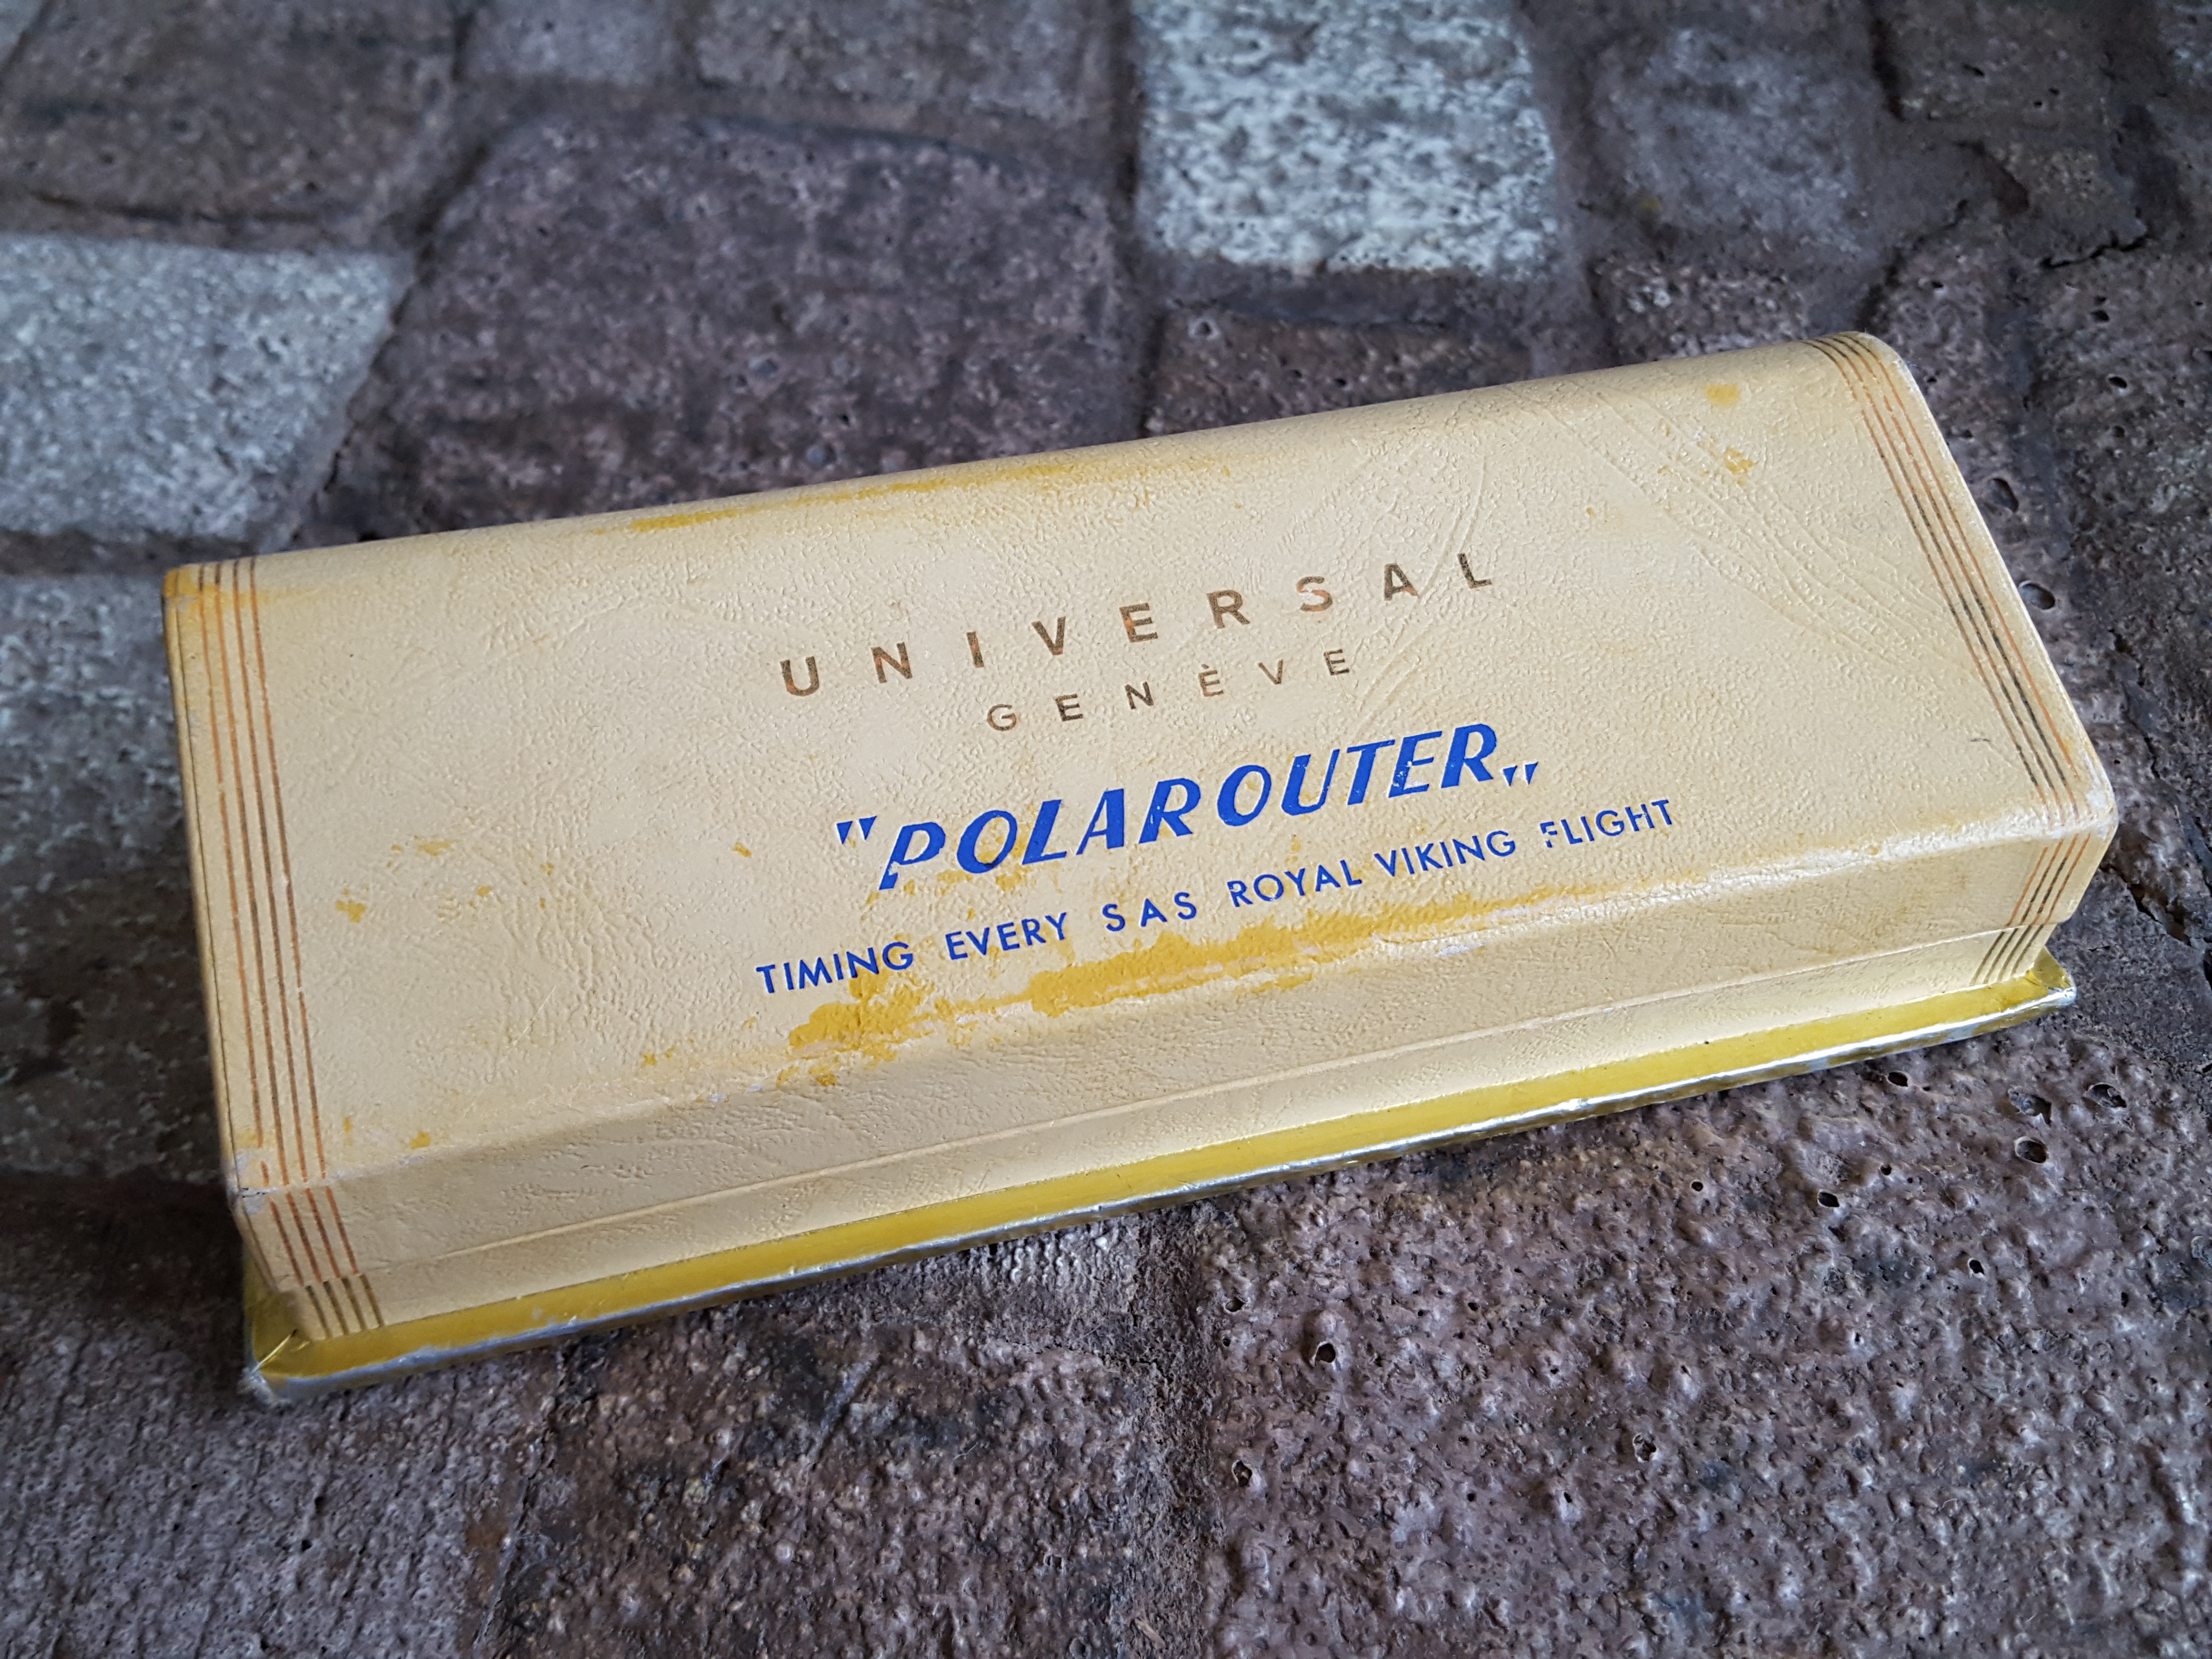 UNIVERSAL
GENÈVE
"POLAROUTER„
TIMING EVERY SAS ROYAL VIKING FLIGHT